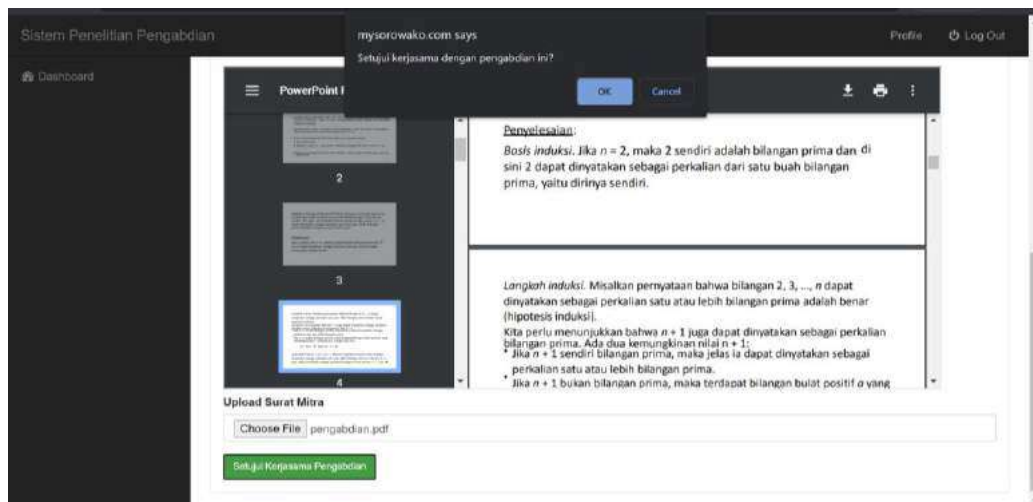 Sistem Penelitian Pengabdian
Profile
Log Out
mysorowako.com says
Setujui kerjasama dengan pengabdian ini?
OK
Cancel
Dashboard
PowerPoint
2
3
4
Penyelesaian:
Basis induksi. Jika n = 2, maka 2 sendiri adalah bilangan prima dan di
sini 2 dapat dinyatakan sebagai perkalian dari satu buah bilangan
prima, yaitu dirinya sendiri.
Langkah induksi. Misalkan pernyataan bahwa bilangan 2, 3, ..., n dapat
dinyatakan sebagai perkalian satu atau lebih bilangan prima adalah benar
(hipotesis induksi).
Kita perlu menunjukkan bahwa n + 1 juga dapat dinyatakan sebagai perkalian
bilangan prima. Ada dua kemungkinan nilai n + 1:
* Jika n + 1 sendiri bilangan prima, maka jelas ia dapat dinyatakan sebagai
perkalian satu atau lebih bilangan prima.
* Jika n + 1 bukan bilangan prima, maka terdapat bilangan bulat positif a yang
Upload Surat Mitra
Choose File pengabdian.pdf
Setujui Kerjasama Pengabdian